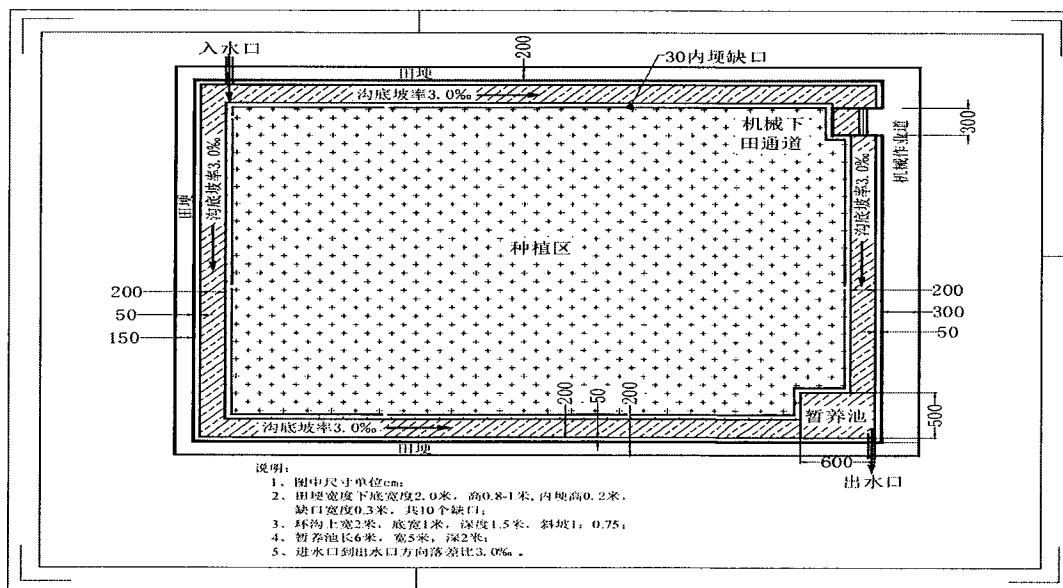 入水口
200
30内埂缺口
田埂
沟底坡率3.0‰
机械下
田通道
300
机械作业道
沟底坡率3.0‰
田埂
沟底坡率3.0‰
种植区
200
50
150
200
300
50
200
50
200
暂养池
500
沟底坡率3.0‰
田埂
600
出水口
说明：
1、图中尺寸单位cm;
2、田埂宽度下底宽度2.0米，高0.8-1米，内埂高0.2米，
缺口宽度0.3米，共10个缺口；
3、环沟上宽2米，底宽1米，深度1.5米，斜坡1：0.75；
4、暂养池长6米，宽5米，深2米；
5、进水口到出水口方向落差比3.0‰。